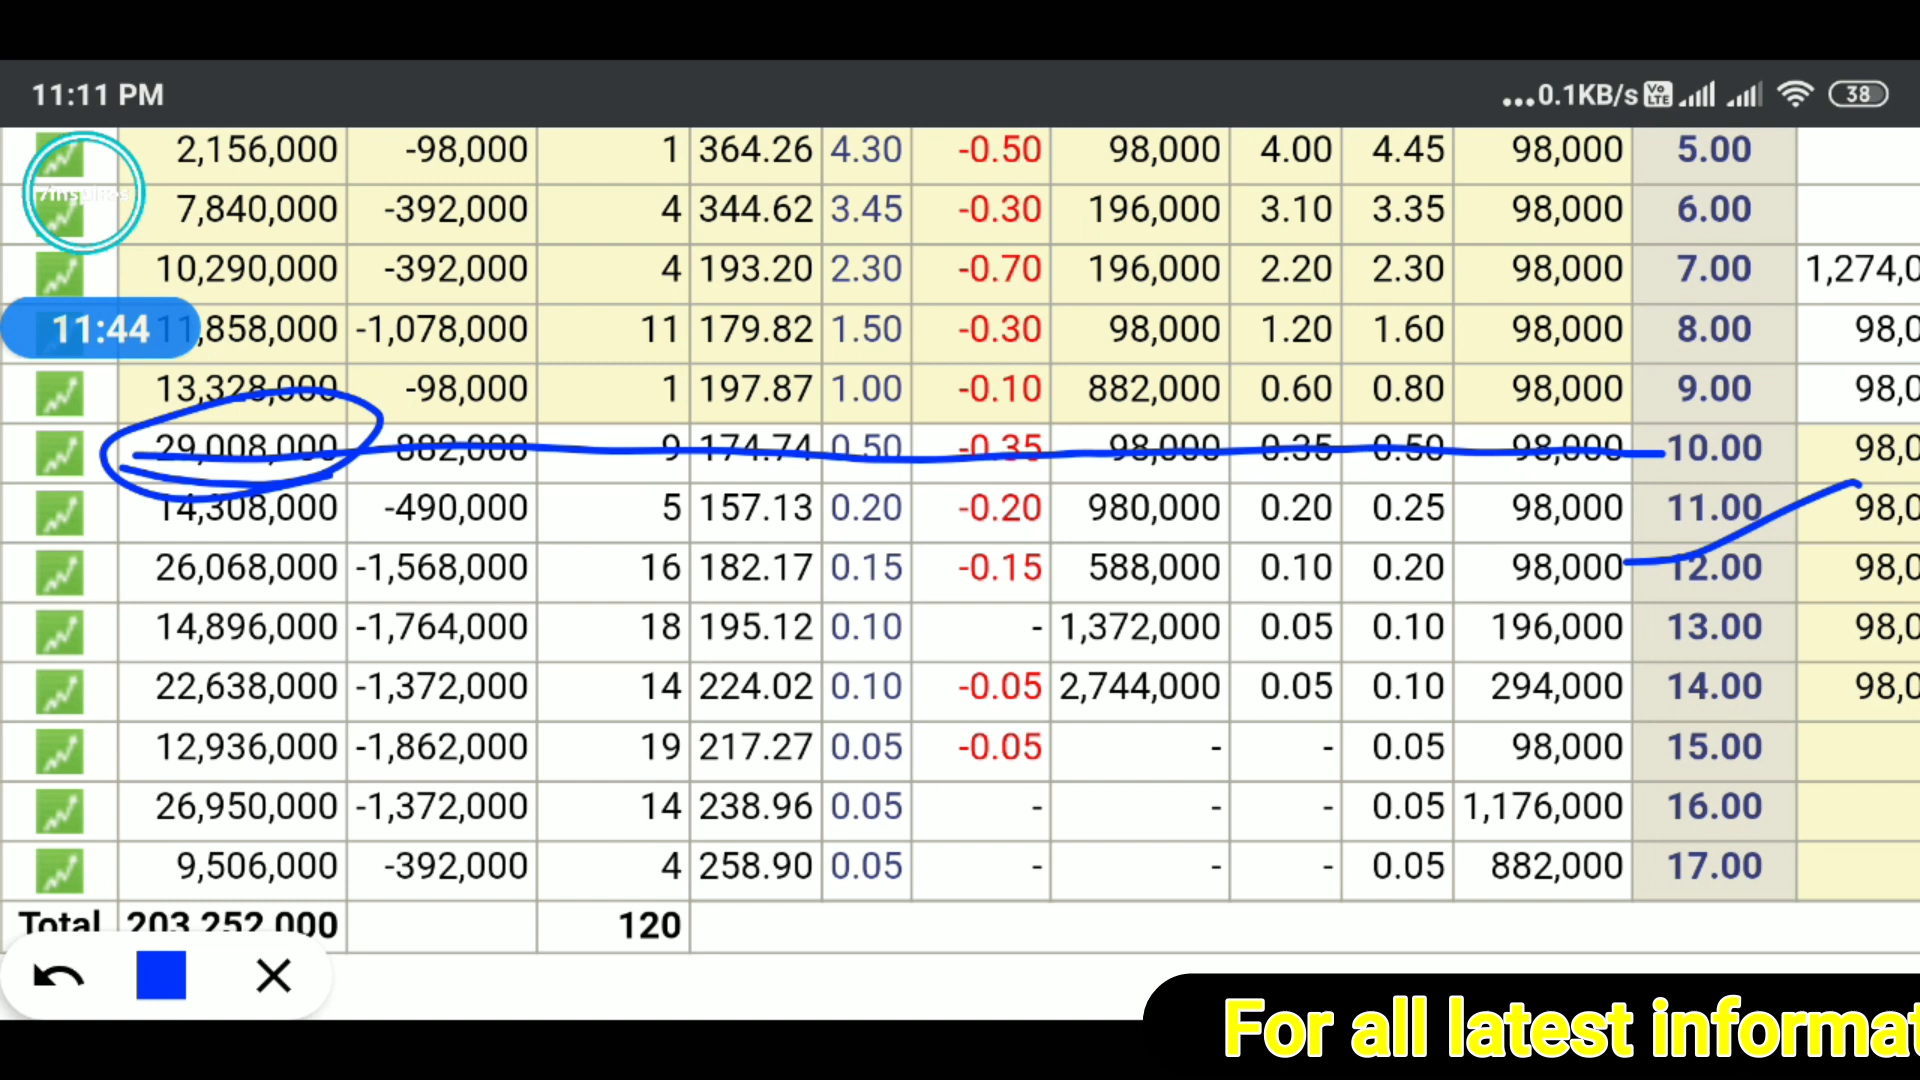 11:11 PM ...0.1KB/s Vo LTE 38
2,156,000 -98,000 1 364.26 4.30 -0.50 98,000 4.00 4.45 98,000 5.00
7,840,000 -392,000 4 344.62 3.45 -0.30 196,000 3.10 3.35 98,000 6.00
10,290,000 -392,000 4 193.20 2.30 -0.70 196,000 2.20 2.30 98,000 7.00 1,274,0
11:44 11,858,000 -1,078,000 11 179.82 1.50 -0.30 98,000 1.20 1.60 98,000 8.00 98,0
13,328,000 -98,000 1 197.87 1.00 -0.10 882,000 0.60 0.80 98,000 9.00 98,0
29,008,000 882,000 9 174.74 0.50 -0.35 98,000 0.35 0.50 98,000 10.00 98,0
14,308,000 -490,000 5 157.13 0.20 -0.20 980,000 0.20 0.25 98,000 11.00 98,0
26,068,000 -1,568,000 16 182.17 0.15 -0.15 588,000 0.10 0.20 98,000 12.00 98,0
14,896,000 -1,764,000 18 195.12 0.10 - 1,372,000 0.05 0.10 196,000 13.00 98,0
22,638,000 -1,372,000 14 224.02 0.10 -0.05 2,744,000 0.05 0.10 294,000 14.00 98,0
12,936,000 -1,862,000 19 217.27 0.05 -0.05 - - 0.05 98,000 15.00
26,950,000 -1,372,000 14 238.96 0.05 - - - 0.05 1,176,000 16.00
9,506,000 -392,000 4 258.90 0.05 - - - 0.05 882,000 17.00
Total 203,252,000 120
For all latest informat